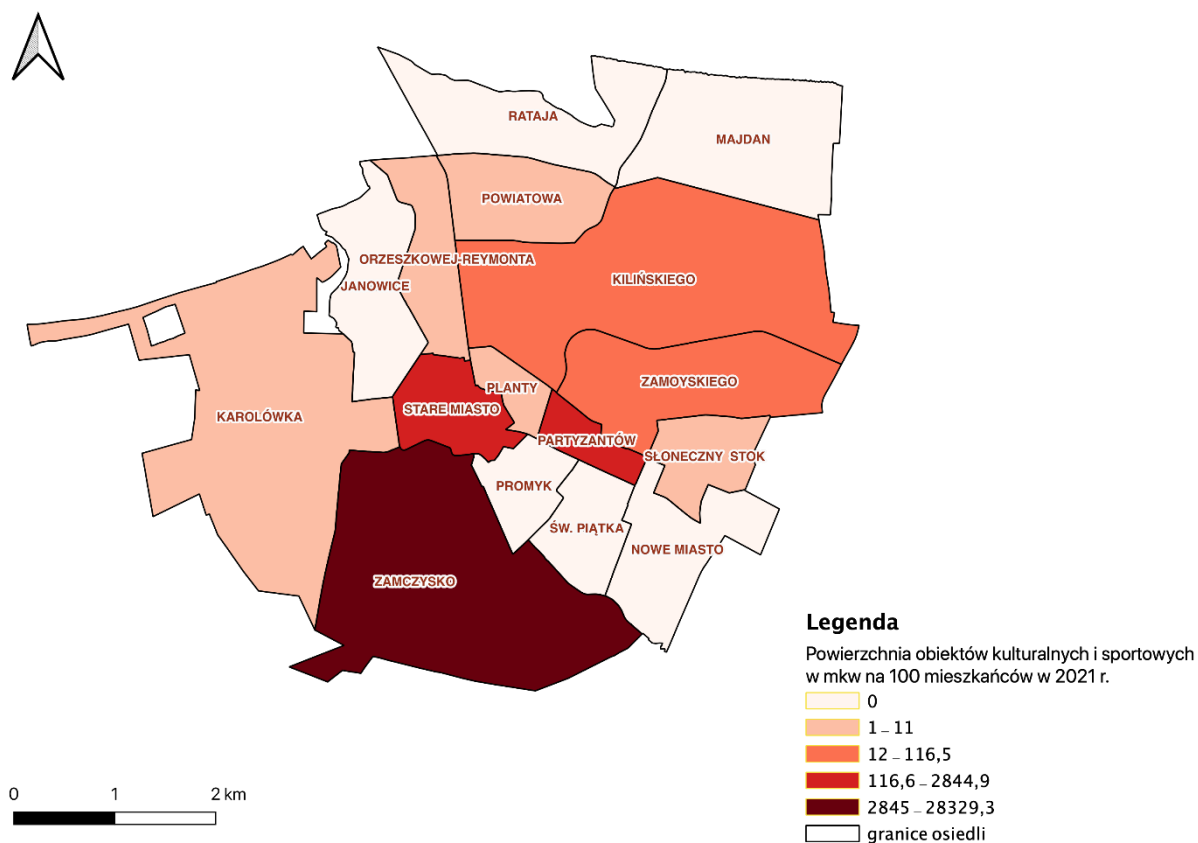 RATAJA
MAJDAN
POWIATOWA
ORZESZKOWEJ-REYMONTA
JANOWICE
KILIŃSKIEGO
ZAMOYSKIEGO
PLANTY
STARE MIASTO
KAROLÓWKA
PARTYZANTÓW
SŁONECZNY STOK
PROMYK
ŚW. PIĄTKA
NOWE MIASTO
ZAMCZYSKO
Legenda
Powierzchnia obiektów kulturalnych i sportowych
w mkw na 100 mieszkańców w 2021 r.
0
1 – 11
12 – 116,5
116,6 – 2844,9
2845 – 28329,3
granice osiedli
0 1 2 km